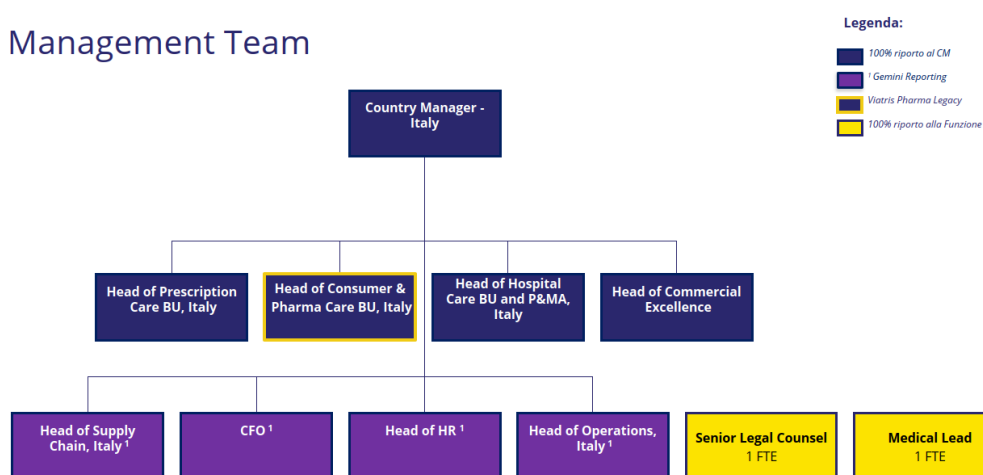 Management Team
Legenda:
100% riporto al CM
¹ Gemini Reporting
Viatris Pharma Legacy
100% riporto alla Funzione
Country Manager -
Italy
Head of Prescription
Care BU, Italy
Head of Consumer &
Pharma Care BU, Italy
Head of Hospital
Care BU and P&MA,
Italy
Head of Commercial
Excellence
Head of Supply
Chain, Italy ¹
CFO ¹
Head of HR ¹
Head of Operations,
Italy ¹
Senior Legal Counsel
1 FTE
Medical Lead
1 FTE